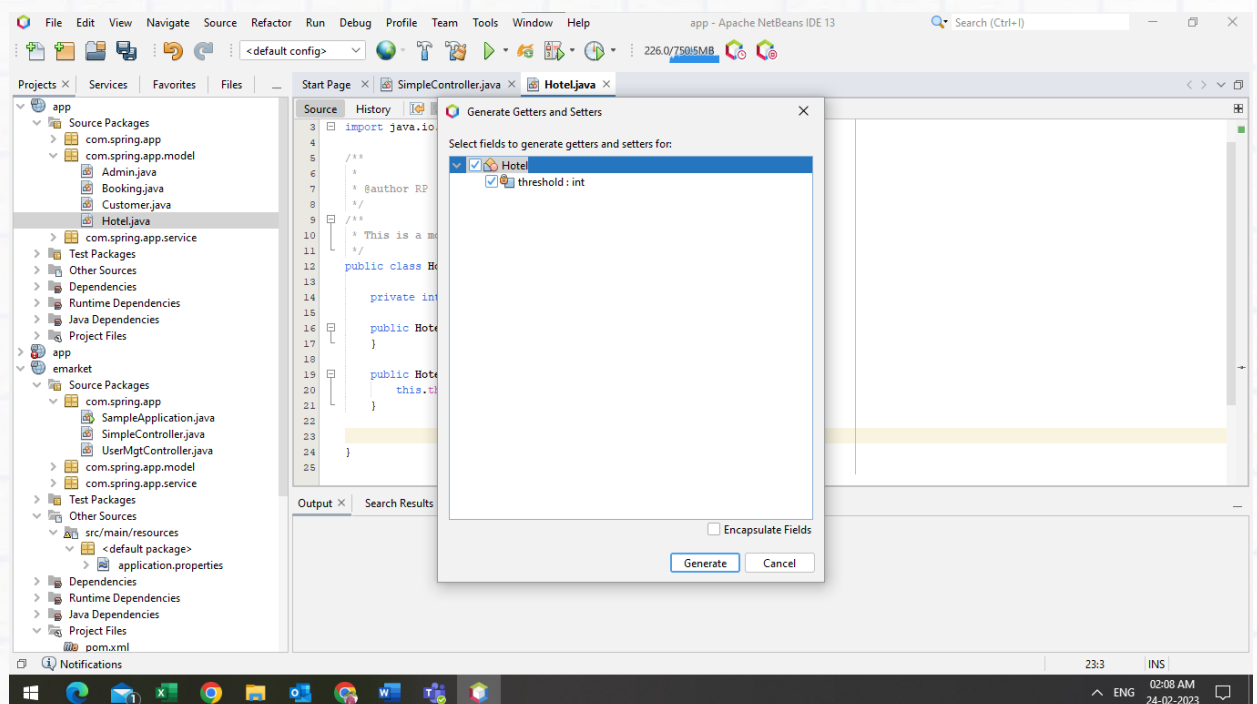 File Edit View Navigate Source Refactor Run Debug Profile Team Tools Window Help app - Apache NetBeans IDE 13 Search (Ctrl+I)
<default config> 226.0/750.5MB
Projects Services Favorites Files Start Page SimpleController.java Hotel.java
Source History
app
Source Packages
com.spring.app
com.spring.app.model
Admin.java
Booking.java
Customer.java
Hotel.java
com.spring.app.service
Test Packages
Other Sources
Dependencies
Runtime Dependencies
Java Dependencies
Project Files
app
emarket
Source Packages
com.spring.app
SampleApplication.java
SimpleController.java
UserMgtController.java
com.spring.app.model
com.spring.app.service
Test Packages
Other Sources
src/main/resources
<default package>
application.properties
Dependencies
Runtime Dependencies
Java Dependencies
Project Files
pom.xml
3 import java.io.
4
5 /**
6 *
7 * @author RP
8 */
9 /**
10 * This is a mo
11 */
12 public class Ho
13
14 private int
15
16 public Hote
17 }
18
19 public Hote
20 this.th
21 }
22
23
24 }
25
Generate Getters and Setters
Select fields to generate getters and setters for:
Hotel
threshold : int
Encapsulate Fields
Generate Cancel
Output Search Results
Notifications 23:3 INS
ENG 02:08 AM
24-02-2023